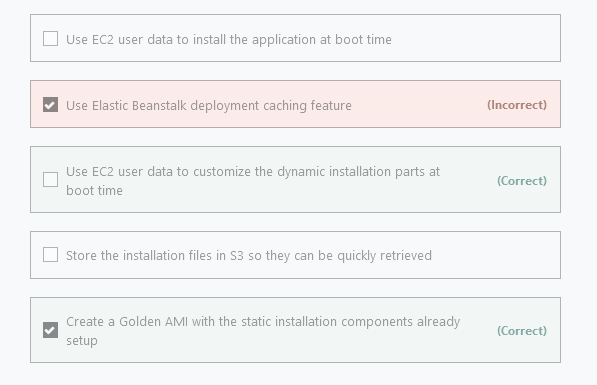 Use EC2 user data to install the application at boot time
Use Elastic Beanstalk deployment caching feature
(Incorrect)
Use EC2 user data to customize the dynamic installation parts at
boot time
(Correct)
Store the installation files in S3 so they can be quickly retrieved
Create a Golden AMI with the static installation components already
setup
(Correct)